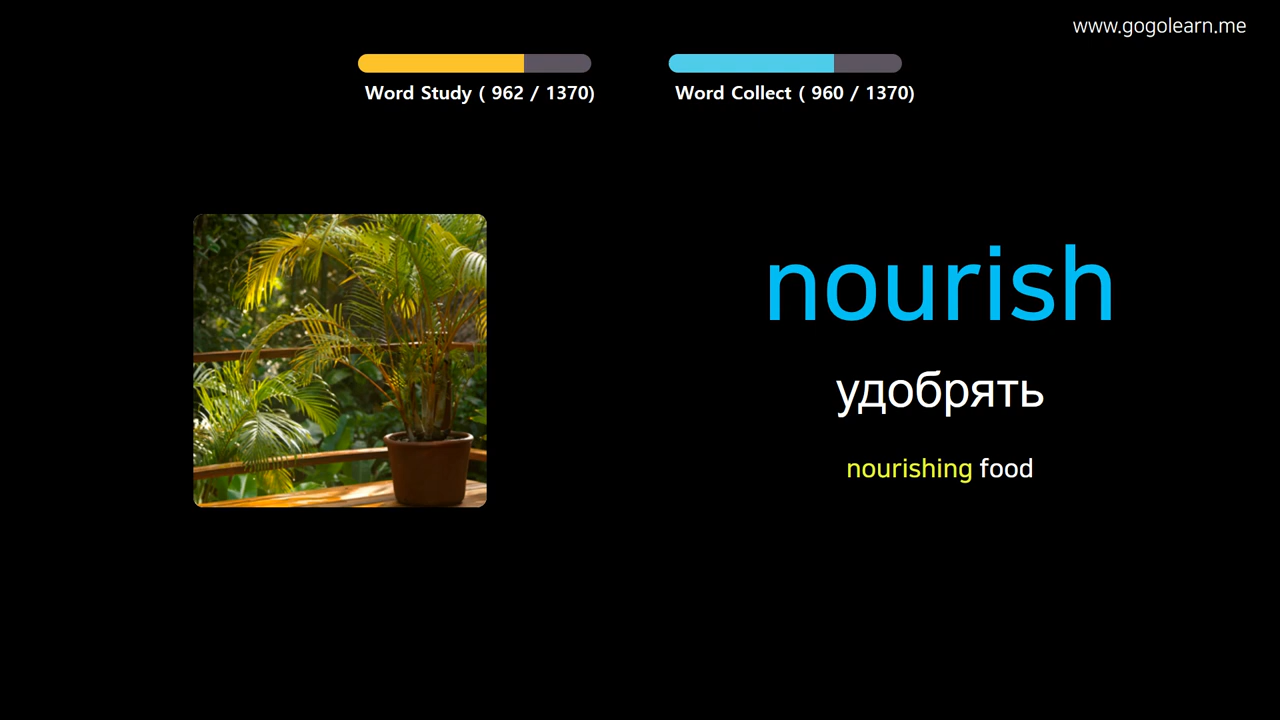 www.gogolearn.me
Word Study ( 962 / 1370)
Word Collect ( 960 / 1370)
nourish
удобрять
nourishing food